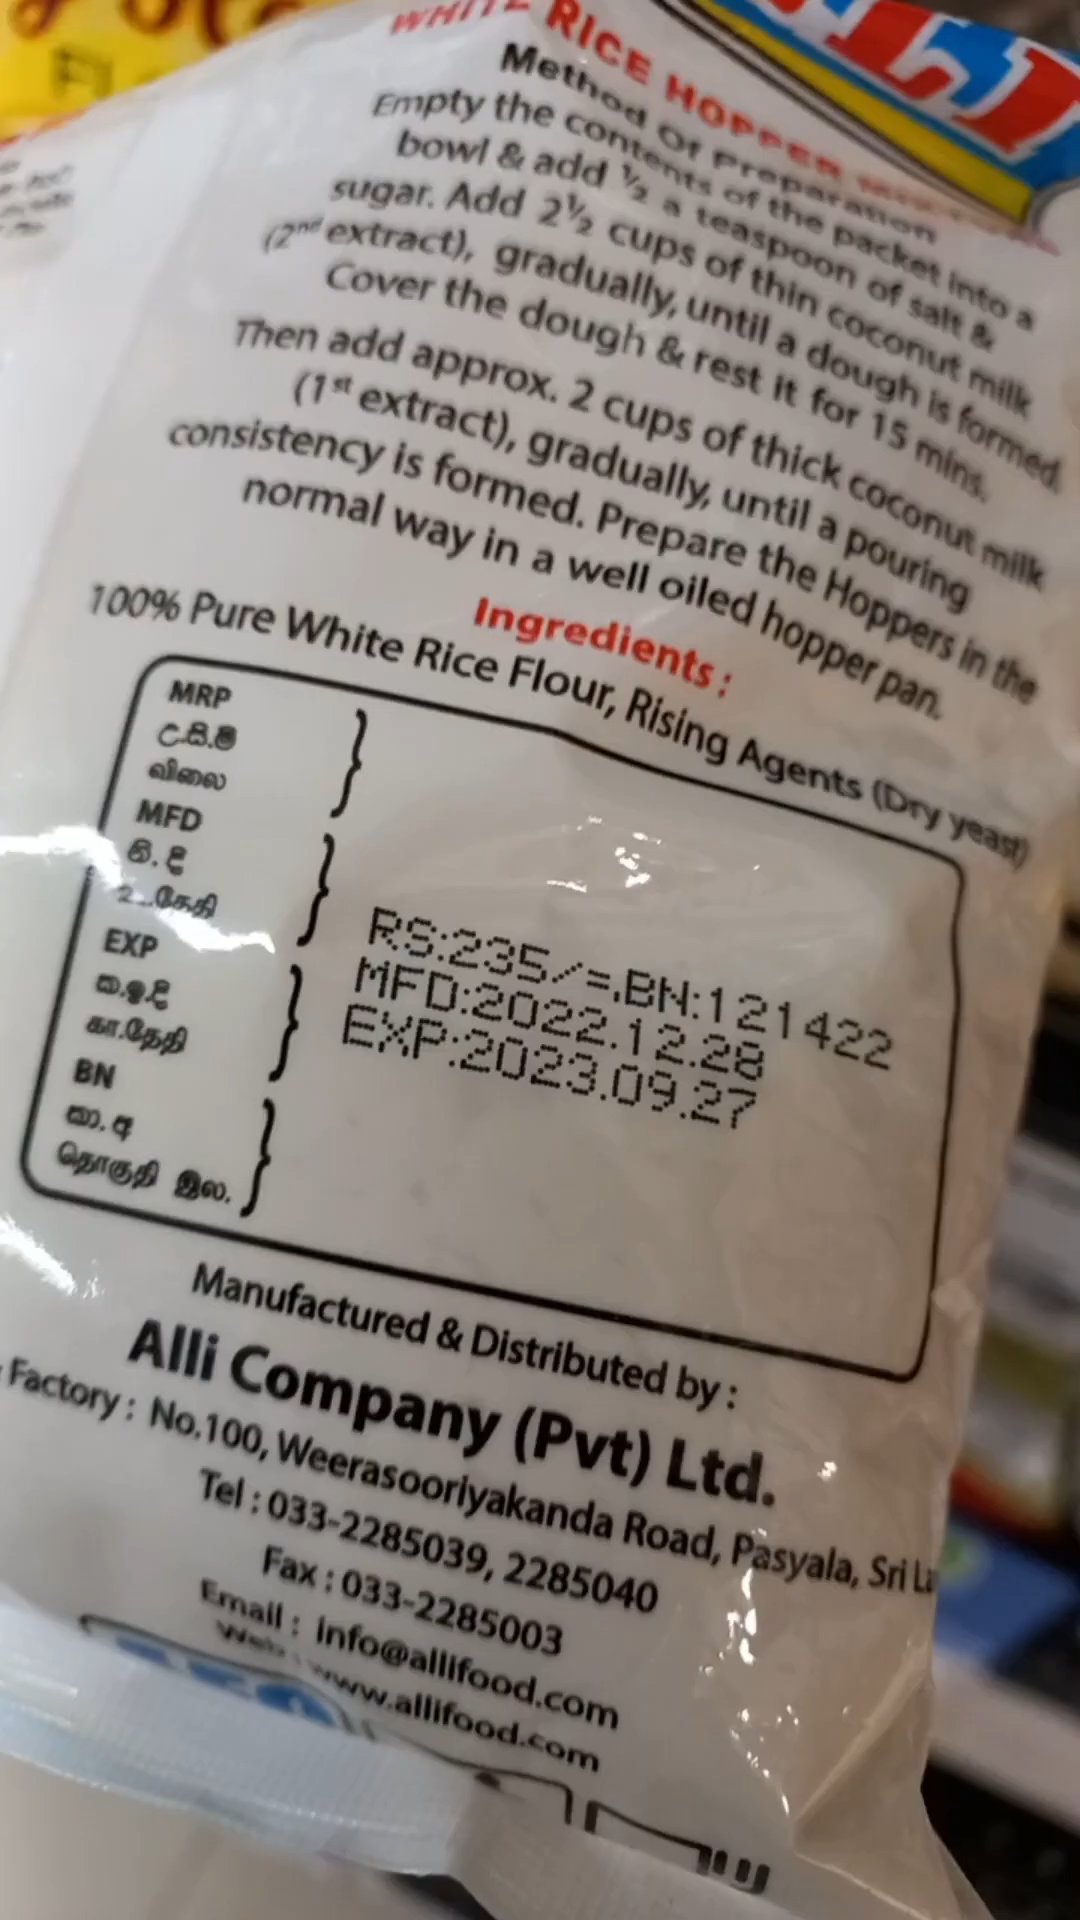 WHITE RICE HOPPER
Method Of Preparation
Empty the contents of the packet into a
bowl & add ½ a teaspoon of salt &
sugar. Add 2½ cups of thin coconut milk
(2nd extract), gradually, until a dough is formed.
Cover the dough & rest it for 15 mins.
Then add approx. 2 cups of thick coconut milk
(1st extract), gradually, until a pouring
consistency is formed. Prepare the Hoppers in the
normal way in a well oiled hopper pan.
Ingredients :
100% Pure White Rice Flour, Rising Agents (Dry yeast)
MRP
උ.සි.මි
விலை
MFD
නි. දි
உ.தேதி
EXP
ක.ඉ.දි
கா.தேதி
BN
කා. අ
தொகுதி இல.
RS:235/=.BN:121422
MFD:2022.12.28
EXP:2023.09.27
Manufactured & Distributed by :
Alli Company (Pvt) Ltd.
Factory : No.100, Weerasooriyakanda Road, Pasyala, Sri La
Tel : 033-2285039, 2285040
Fax : 033-2285003
Email : info@allifood.com
Web : www.allifood.com